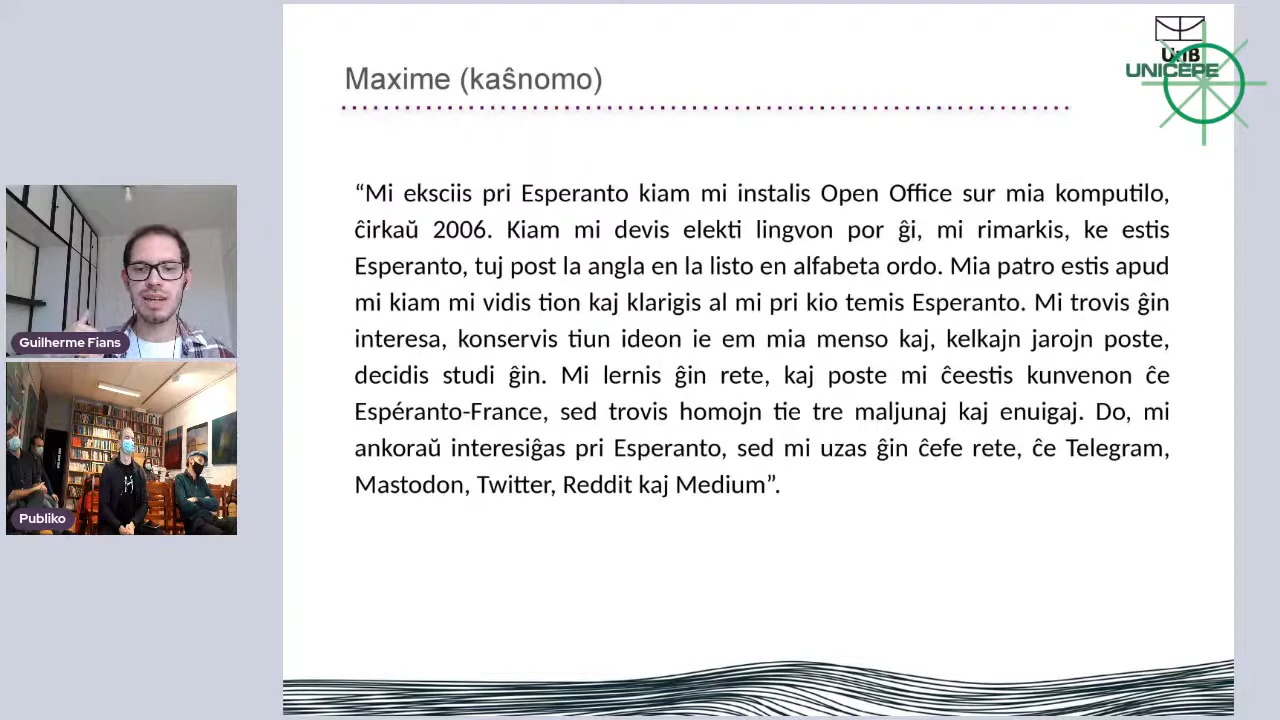 Maxime (kaŝnomo)
“Mi eksciis pri Esperanto kiam mi instalis Open Office sur mia komputilo,
ĉirkaŭ 2006. Kiam mi devis elekti lingvon por ĝi, mi rimarkis, ke estis
Esperanto, tuj post la angla en la listo en alfabeta ordo. Mia patro estis apud
mi kiam mi vidis tion kaj klarigis al mi pri kio temis Esperanto. Mi trovis ĝin
interesa, konservis tiun ideon ie em mia menso kaj, kelkajn jarojn poste,
decidis studi ĝin. Mi lernis ĝin rete, kaj poste mi ĉeestis kunvenon ĉe
Espéranto-France, sed trovis homojn tie tre maljunaj kaj enuigaj. Do, mi
ankoraŭ interesiĝas pri Esperanto, sed mi uzas ĝin ĉefe rete, ĉe Telegram,
Mastodon, Twitter, Reddit kaj Medium”.
UnB
UNICEPE
Guilherme Fians
Publiko